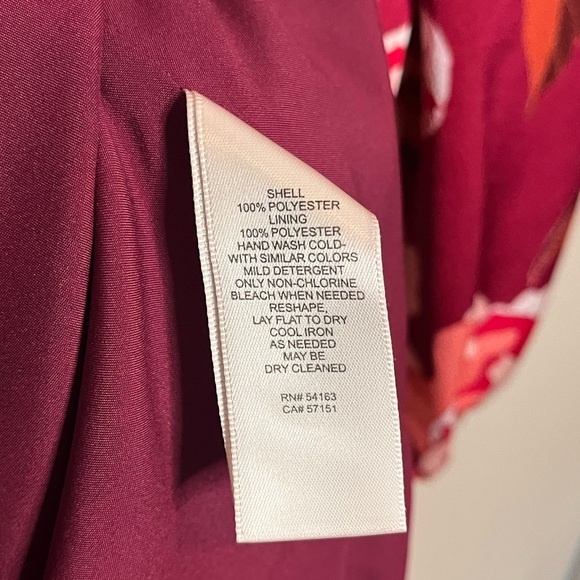 SHELL
100% POLYESTER
LINING
100% POLYESTER
HAND WASH COLD-
WITH SIMILAR COLORS
MILD DETERGENT
ONLY NON-CHLORINE
BLEACH WHEN NEEDED
RESHAPE,
LAY FLAT TO DRY
COOL IRON
AS NEEDED
MAY BE
DRY CLEANED
RN# 54163
CA# 57151